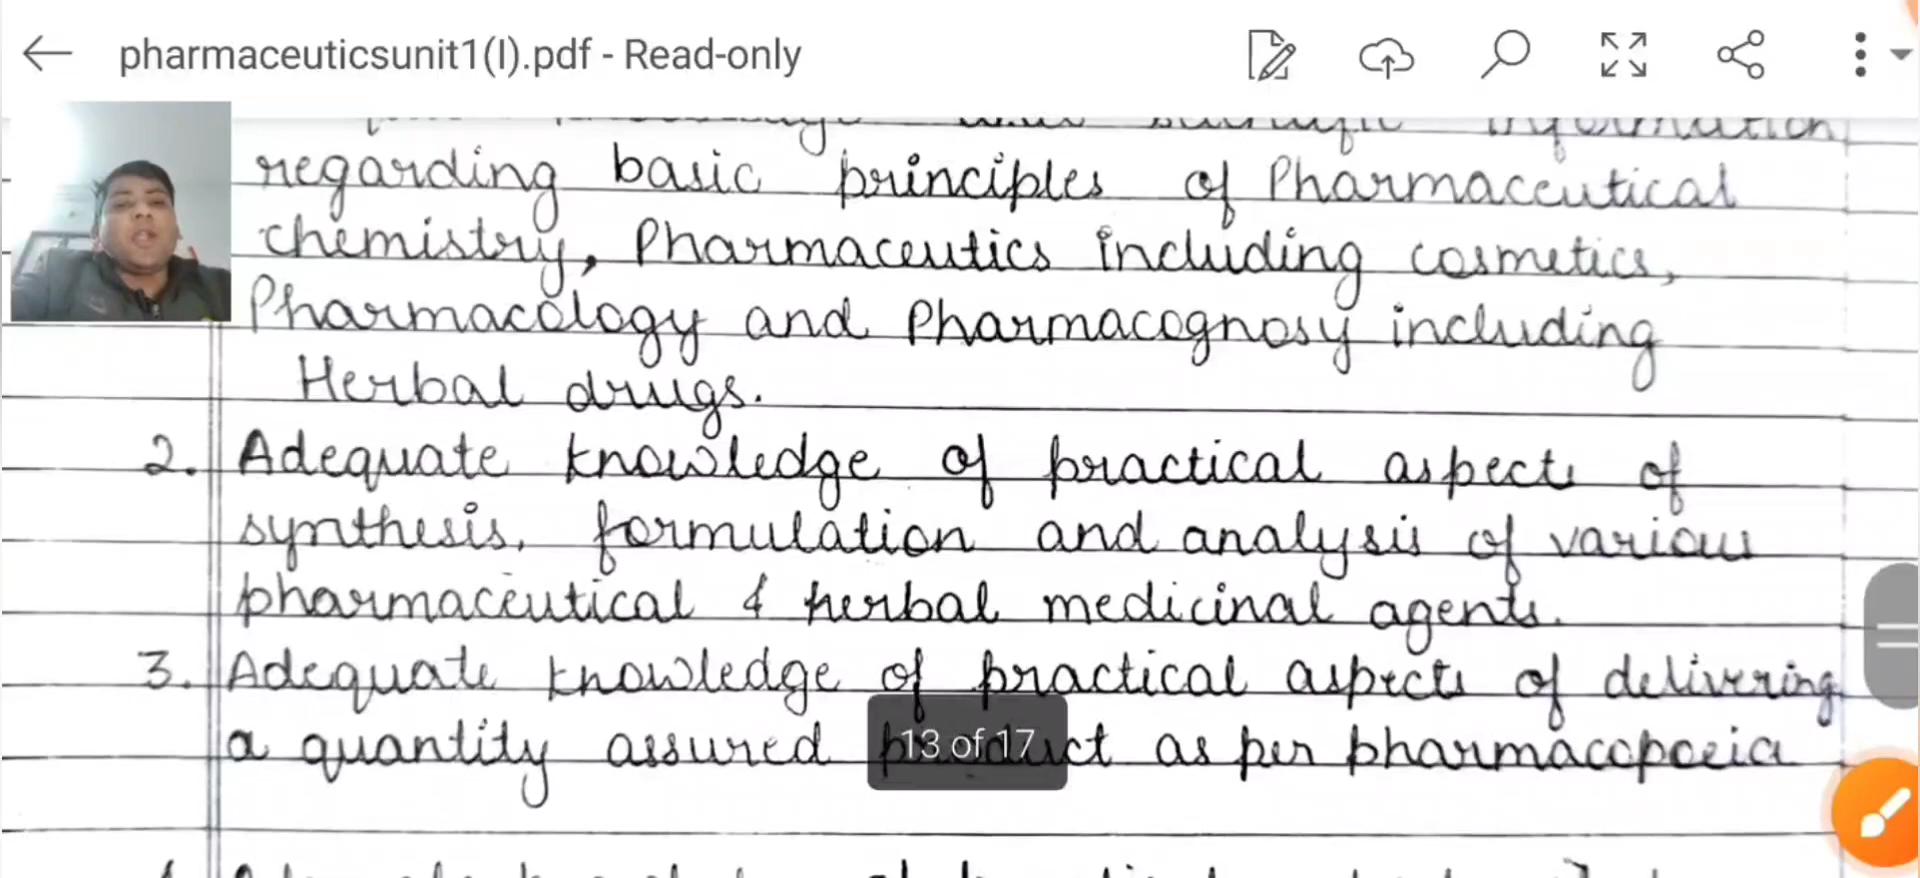 pharmaceuticsunit1(I).pdf - Read-only
information
regarding basic principles of Pharmaceutical
chemistry, Pharmaceutics including cosmetics,
Pharmacology and Pharmacognosy including
Herbal drugs.
2. Adequate knowledge of practical aspects of
synthesis, formulation and analysis of various
pharmaceutical & herbal medicinal agents.
3. Adequate knowledge of practical aspects of delivering
a quantity assured product as per pharmacopoeia
13 of 17